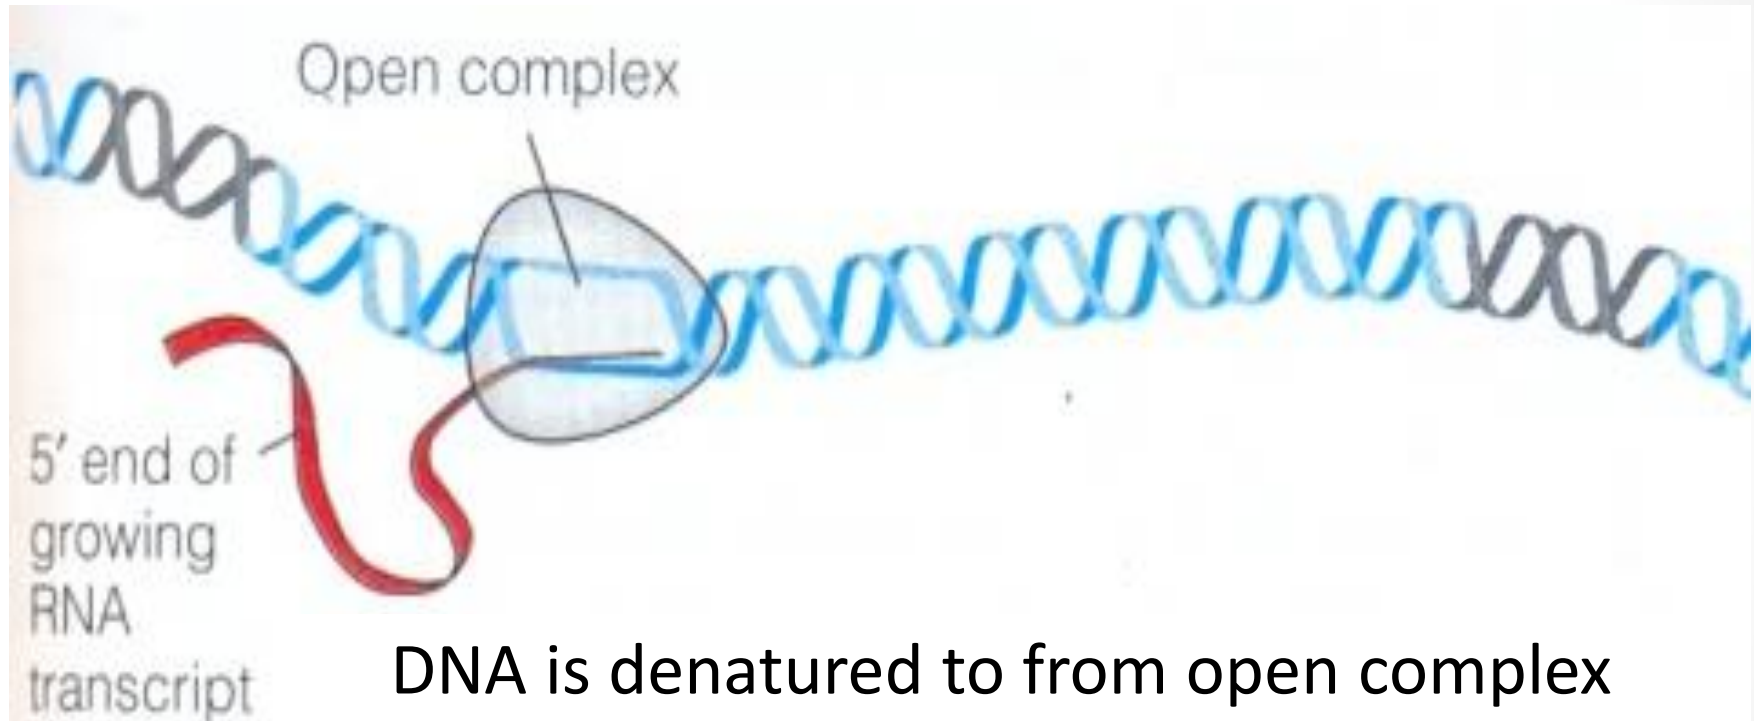 Open complex
5′ end of
growing
RNA
transcript
DNA is denatured to from open complex